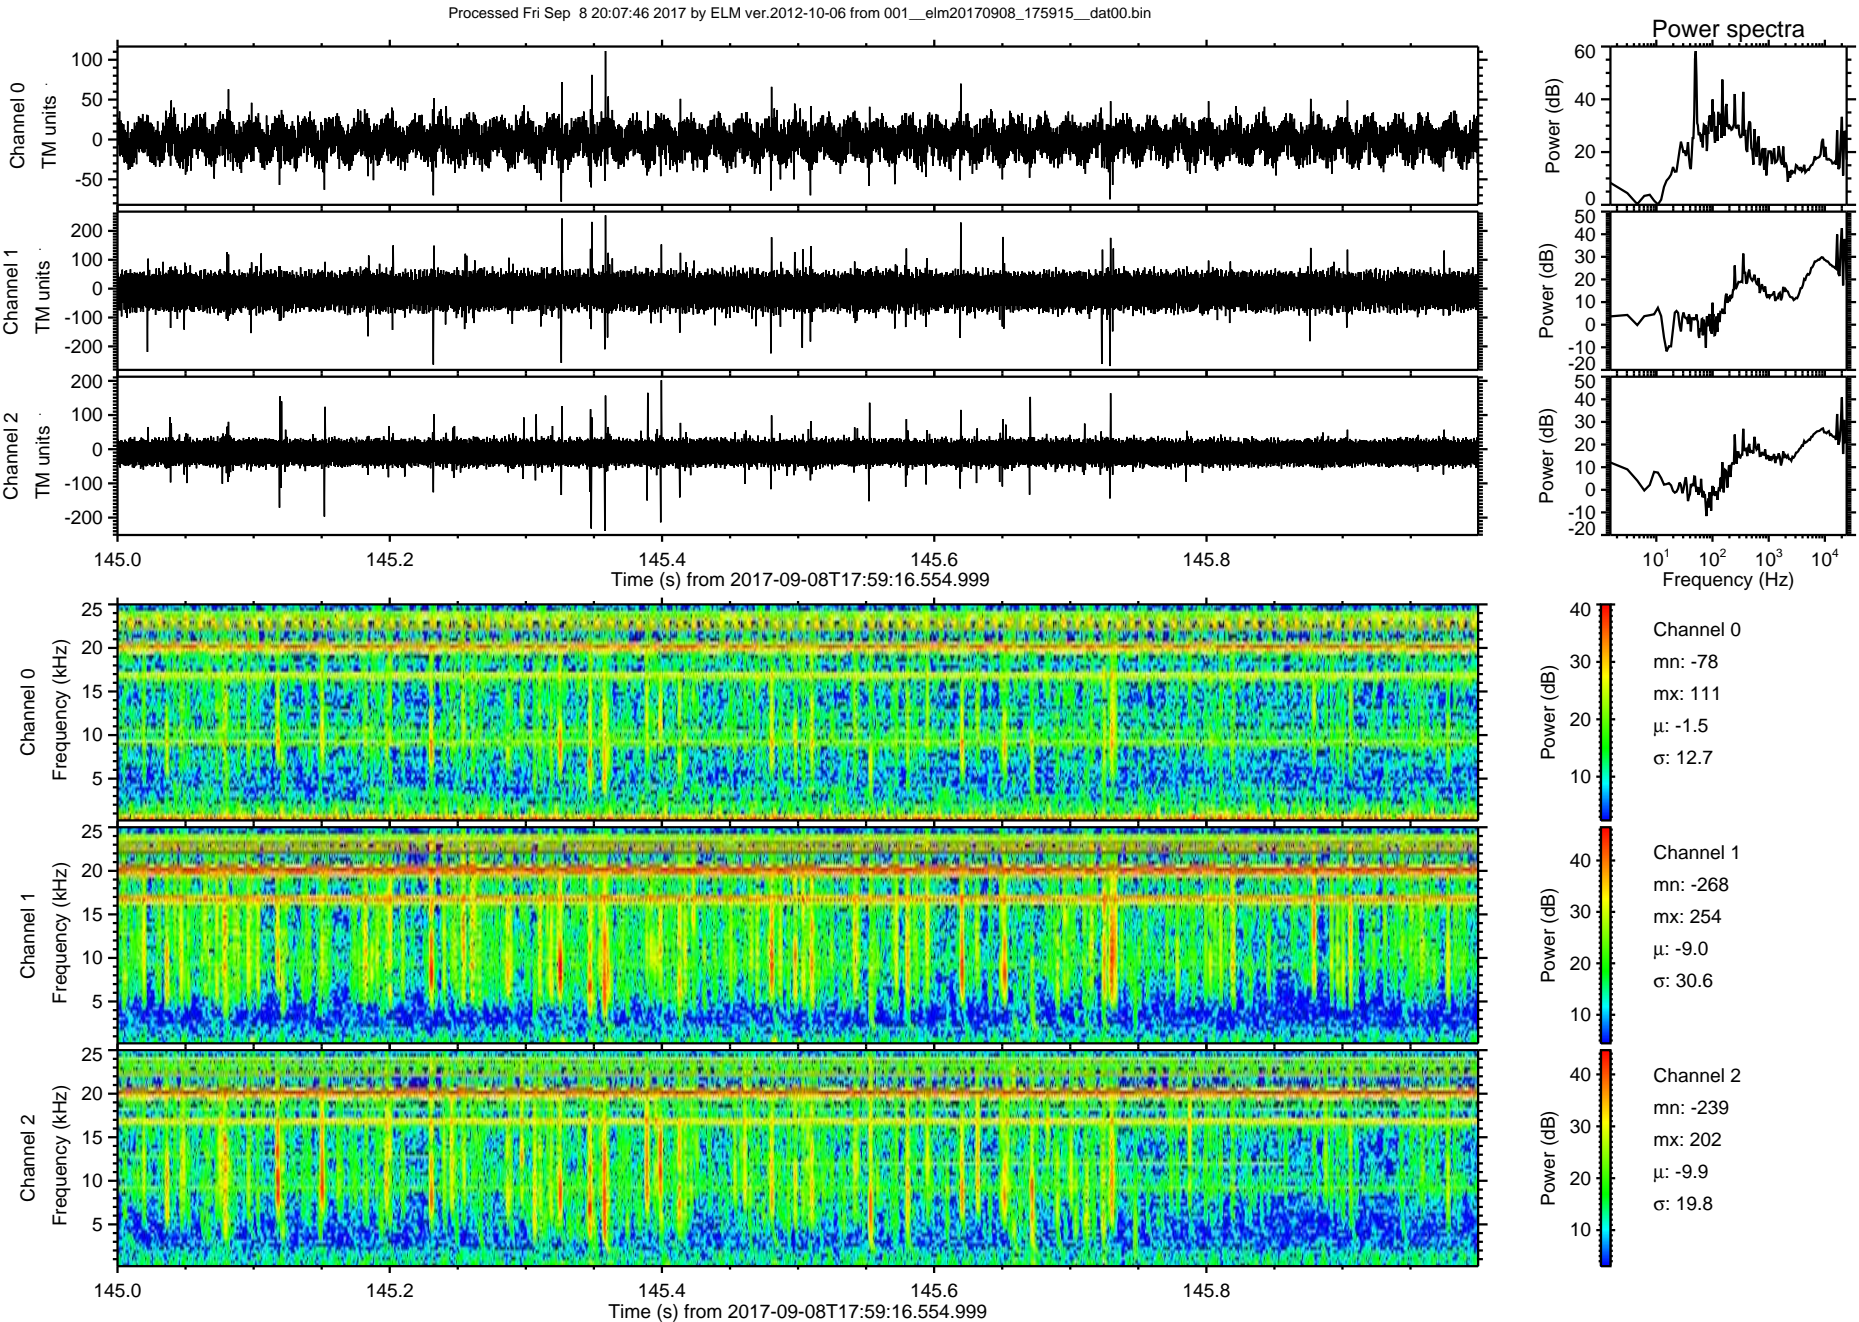 Processed Fri Sep  8 20:07:46 2017 by ELM ver.2012-10-06 from 001__elm20170908_175915__dat00.bin
Power spectra
Channel 0
TM units
100
50
0
-50
Power (dB)
60
40
20
0
Channel 1
TM units
200
100
0
-100
-200
Power (dB)
50
40
30
20
10
0
-10
-20
Channel 2
TM units
200
100
0
-100
-200
Power (dB)
50
40
30
20
10
0
-10
-20
145.0 145.2 145.4 145.6 145.8
Time (s) from 2017-09-08T17:59:16.554.999
10¹ 10² 10³ 10⁴
Frequency (Hz)
Channel 0
Frequency (kHz)
25
20
15
10
5
Power (dB)
40
30
20
10
Channel 0
mn: -78
mx: 111
μ: -1.5
σ: 12.7
Channel 1
Frequency (kHz)
25
20
15
10
5
Power (dB)
40
30
20
10
Channel 1
mn: -268
mx: 254
μ: -9.0
σ: 30.6
Channel 2
Frequency (kHz)
25
20
15
10
5
Power (dB)
40
30
20
10
Channel 2
mn: -239
mx: 202
μ: -9.9
σ: 19.8
145.0 145.2 145.4 145.6 145.8
Time (s) from 2017-09-08T17:59:16.554.999